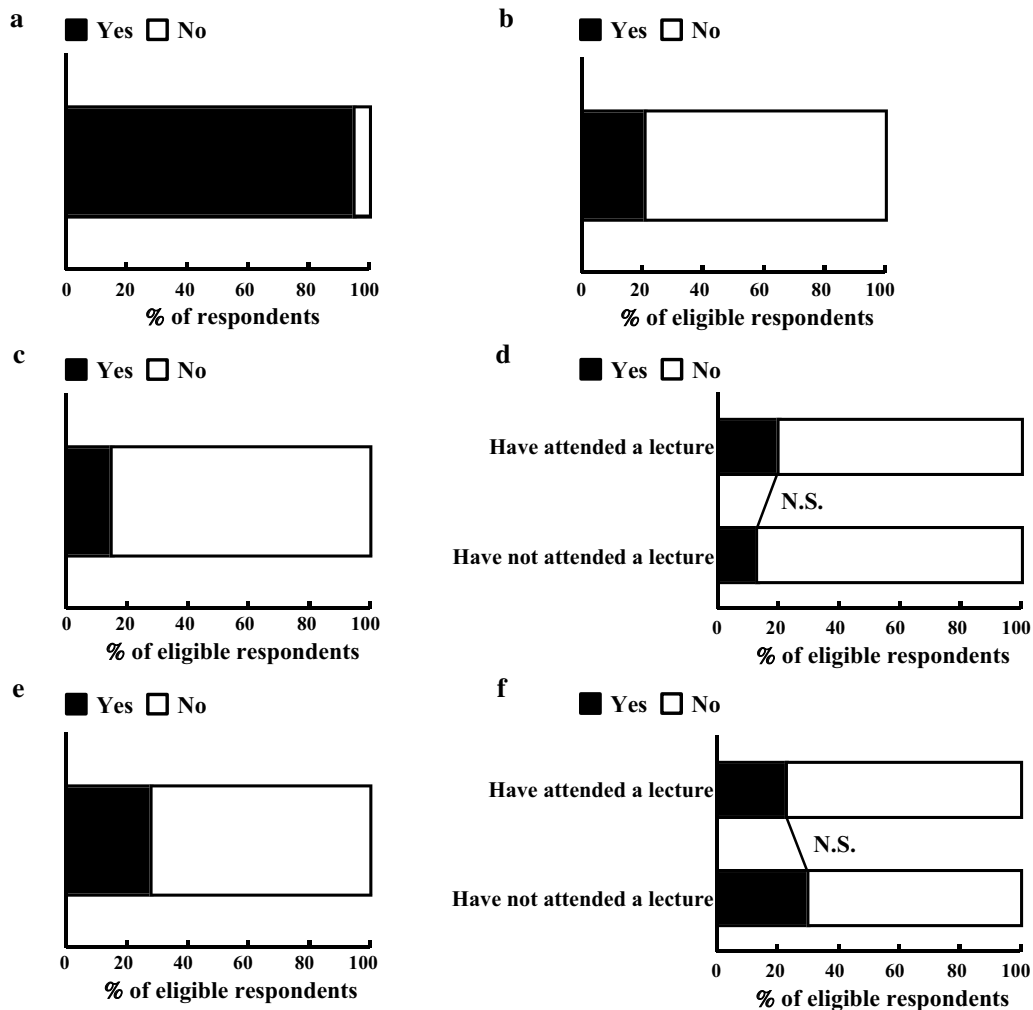 a
Yes No
0 20 40 60 80 100
% of respondents
b
Yes No
0 20 40 60 80 100
% of eligible respondents
c
Yes No
0 20 40 60 80 100
% of eligible respondents
d
Yes No
Have attended a lecture
N.S.
Have not attended a lecture
0 20 40 60 80 100
% of eligible respondents
e
Yes No
0 20 40 60 80 100
% of eligible respondents
f
Yes No
Have attended a lecture
N.S.
Have not attended a lecture
0 20 40 60 80 100
% of eligible respondents